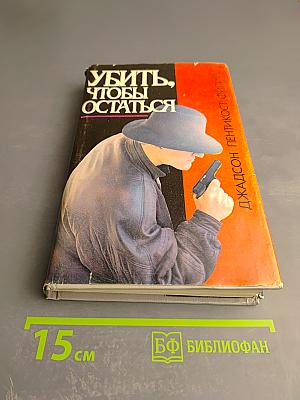 УБИТЬ,
ЧТОБЫ
ОСТАТЬСЯ
ДЖАДСОН ПЕНТИКОСТ ФИЛИПС
15 см
БФ
БИБЛИОФАН